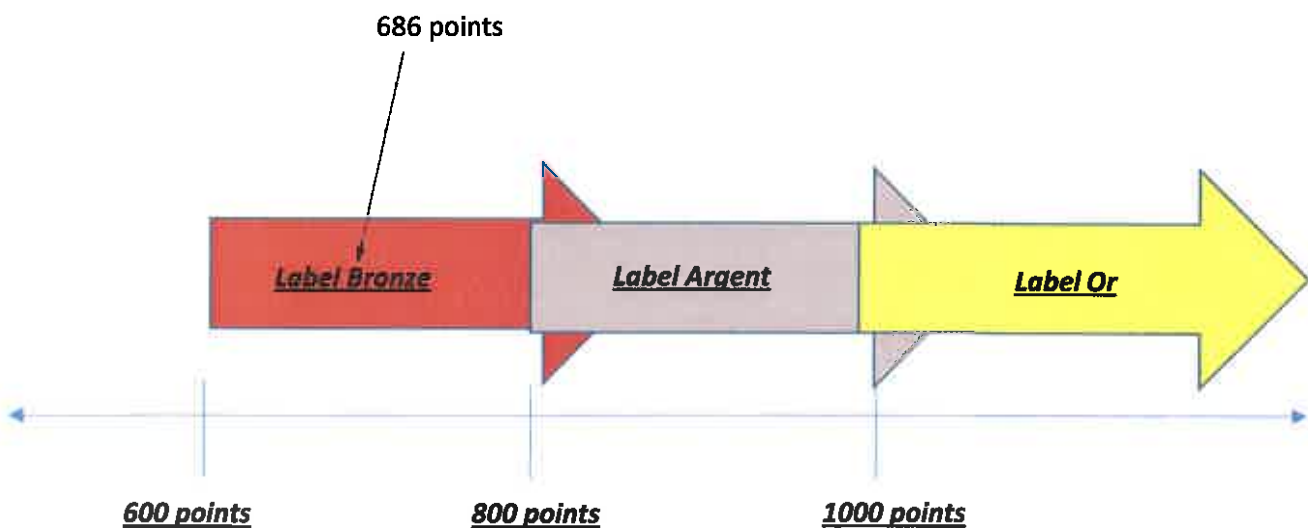 686 points
Label Bronze
Label Argent
Label Or
600 points
800 points
1000 points